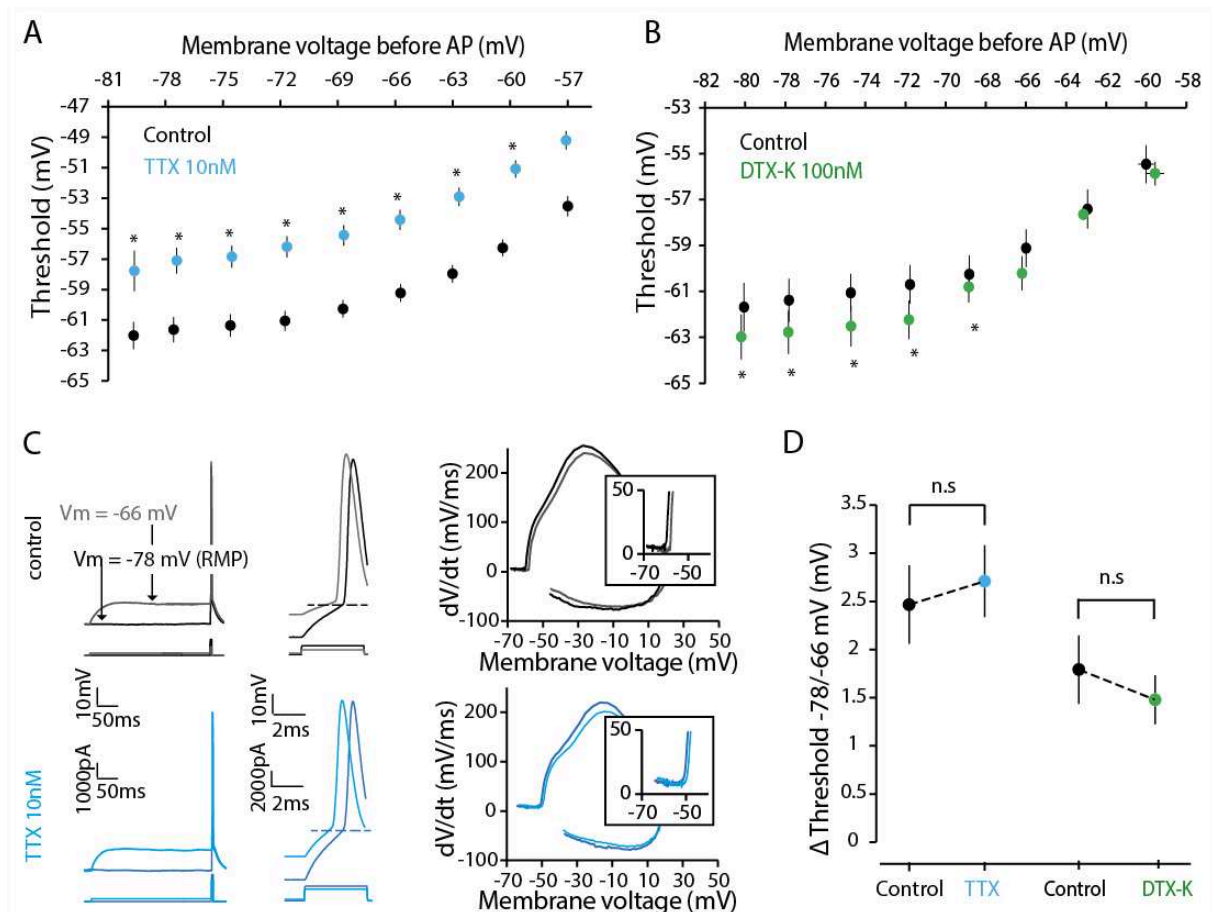 A
Membrane voltage before AP (mV)
-81 -78 -75 -72 -69 -66 -63 -60 -57
-47
-49
-51
-53
-55
-57
-59
-61
-63
-65
Threshold (mV)
Control
TTX 10nM
* * * * * * * *
B
Membrane voltage before AP (mV)
-82 -80 -78 -76 -74 -72 -70 -68 -66 -64 -62 -60 -58
-53
-55
-57
-59
-61
-63
-65
Threshold (mV)
Control
DTX-K 100nM
* * * * *
C
control
Vm = -66 mV
Vm = -78 mV (RMP)
200
100
0
-100
dV/dt (mV/ms)
-70 -50 -30 -10 10 30 50
Membrane voltage (mV)
50
0
-70 -50
TTX 10nM
10mV
50ms
1000pA
50ms
10mV
2ms
2000pA
2ms
200
100
0
-100
dV/dt (mV/ms)
-70 -50 -30 -10 10 30 50
Membrane voltage (mV)
50
0
-70 -50
D
3.5
3
2.5
2
1.5
1
0.5
0
Δ Threshold -78/-66 mV (mV)
n.s
n.s
Control TTX Control DTX-K